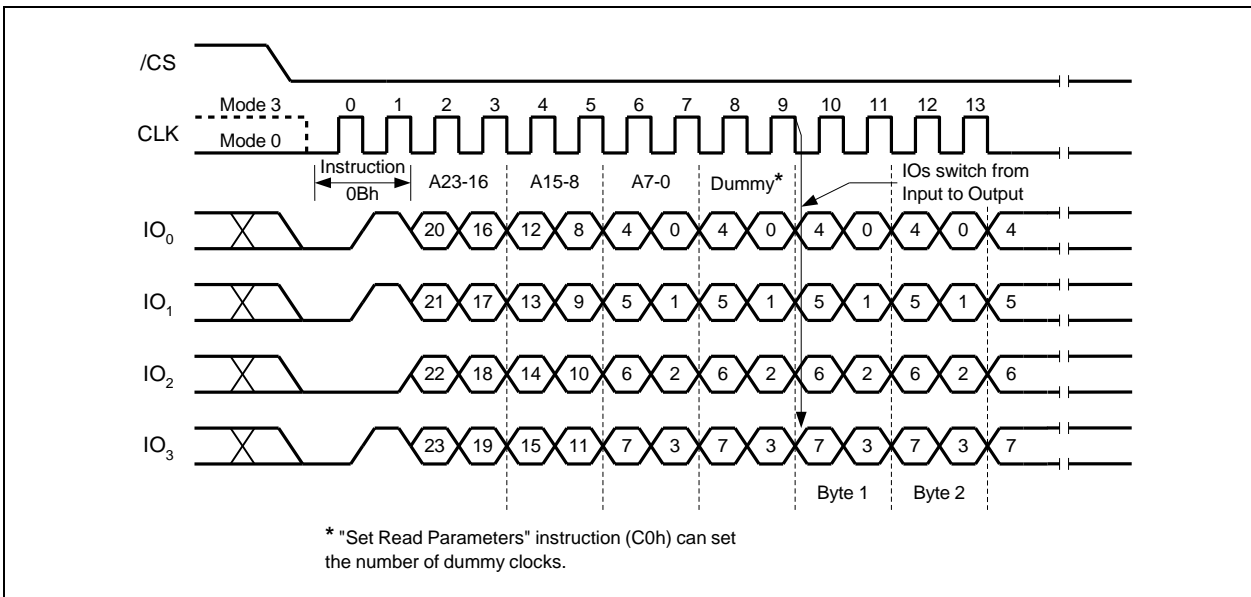 /CS
Mode 3 0 1 2 3 4 5 6 7 8 9 10 11 12 13
CLK
Mode 0
Instruction
0Bh
A23-16 A15-8 A7-0 Dummy*
IOs switch from
Input to Output
IO0 20 16 12 8 4 0 4 0 4 0 4 0 4
IO1 21 17 13 9 5 1 5 1 5 1 5 1 5
IO2 22 18 14 10 6 2 6 2 6 2 6 2 6
IO3 23 19 15 11 7 3 7 3 7 3 7 3 7
Byte 1 Byte 2
* "Set Read Parameters" instruction (C0h) can set
the number of dummy clocks.